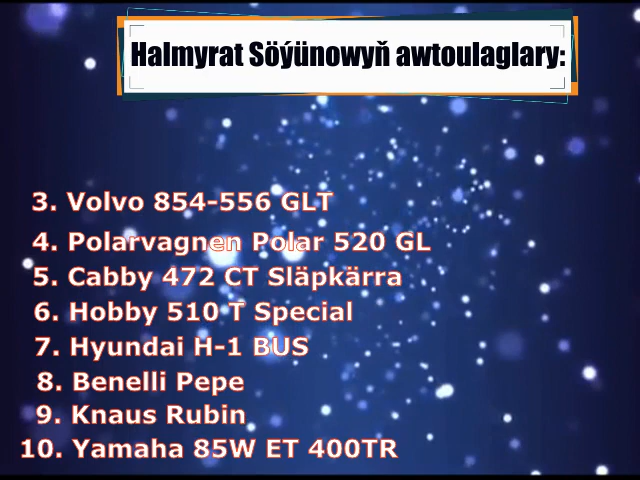 Halmyrat Söýünowyň awtoulaglary:
3. Volvo 854-556 GLT
4. Polarvagnen Polar 520 GL
5. Cabby 472 CT Släpkärra
6. Hobby 510 T Special
7. Hyundai H-1 BUS
8. Benelli Pepe
9. Knaus Rubin
10. Yamaha 85W ET 400TR